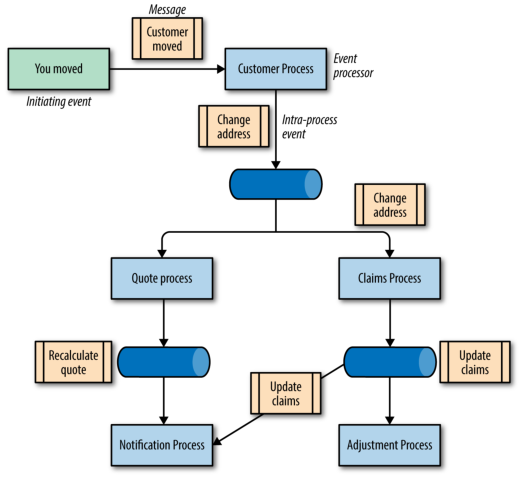 Message
Customer
moved
You moved
Customer Process
Event
processor
Initiating event
Change
address
Intra-process
event
Change
address
Quote process
Claims Process
Recalculate
quote
Update
claims
Update
claims
Notification Process
Adjustment Process